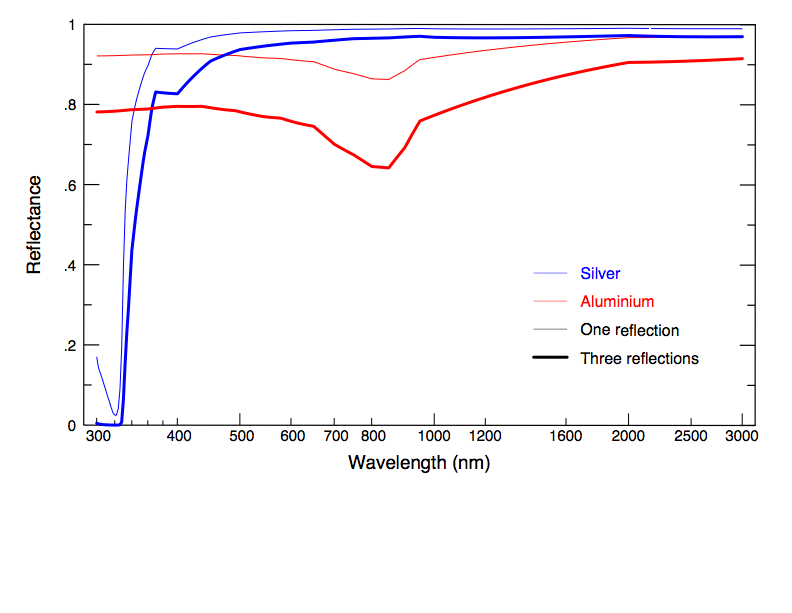 1
.8
.6
.4
.2
0
Reflectance
Silver
Aluminium
One reflection
Three reflections
300 400 500 600 700 800 1000 1200 1600 2000 2500 3000
Wavelength (nm)